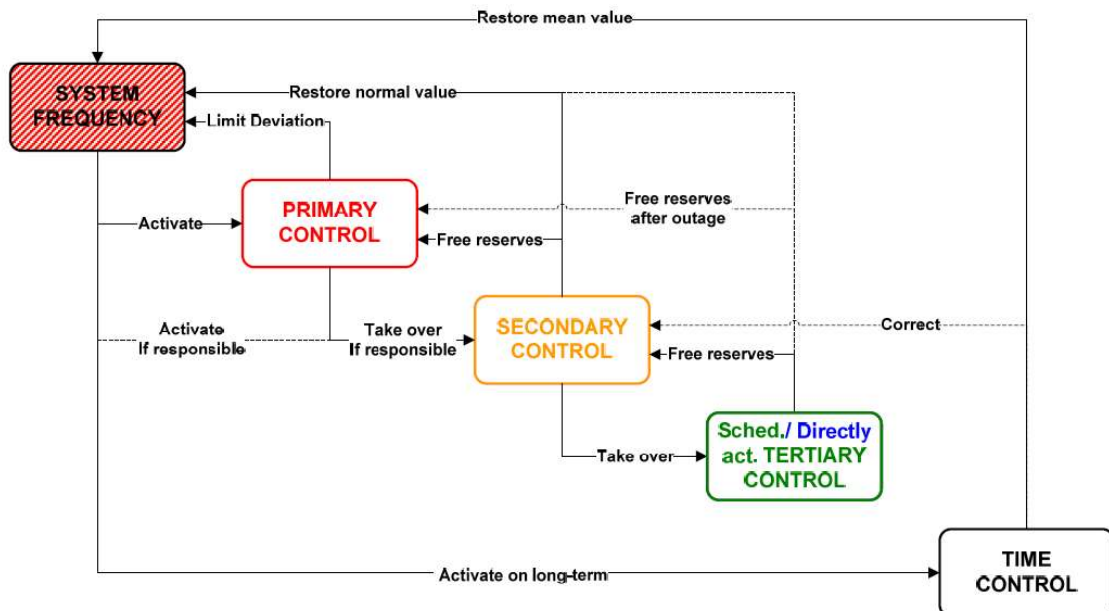 Restore mean value
SYSTEM
FREQUENCY
Restore normal value
Limit Deviation
PRIMARY
CONTROL
Free reserves
after outage
Activate
Free reserves
Activate
If responsible
Take over
If responsible
SECONDARY
CONTROL
Correct
Free reserves
Sched./ Directly
act. TERTIARY
CONTROL
Take over
TIME
CONTROL
Activate on long-term